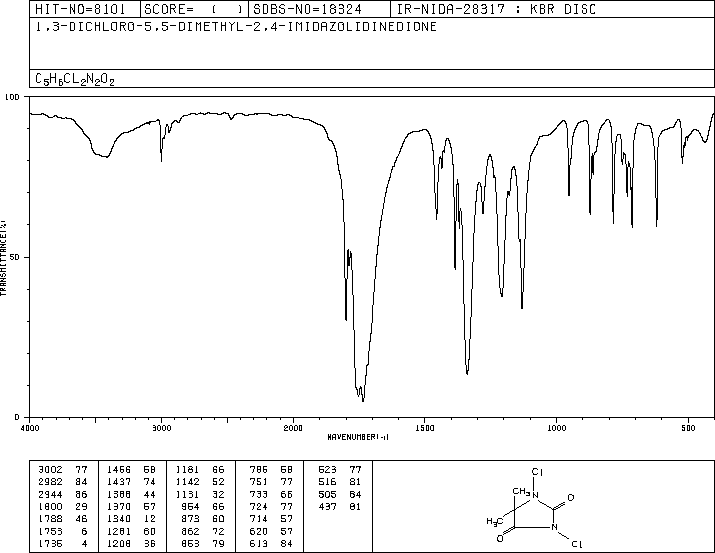 HIT-NO=8101 SCORE= ( ) SDBS-NO=18324 IR-NIDA-28317 : KBR DISC
1,3-DICHLORO-5,5-DIMETHYL-2,4-IMIDAZOLIDINEDIONE
C5H6CL2N2O2
100
50
0
TRANSMITTANCE(%)
4000 3000 2000 1500 1000 500
WAVENUMBER(-1)
3002 77 1456 58 1181 66 786 58 523 77
2982 84 1437 74 1142 52 751 77 516 81
2944 86 1388 44 1131 32 733 66 505 84
1800 29 1370 57 954 66 724 77 437 81
1788 46 1340 12 873 60 714 57
1753 6 1281 60 862 72 620 57
1735 4 1208 36 853 79 613 84
Cl
CH3
N
O
H3C
O
N
Cl